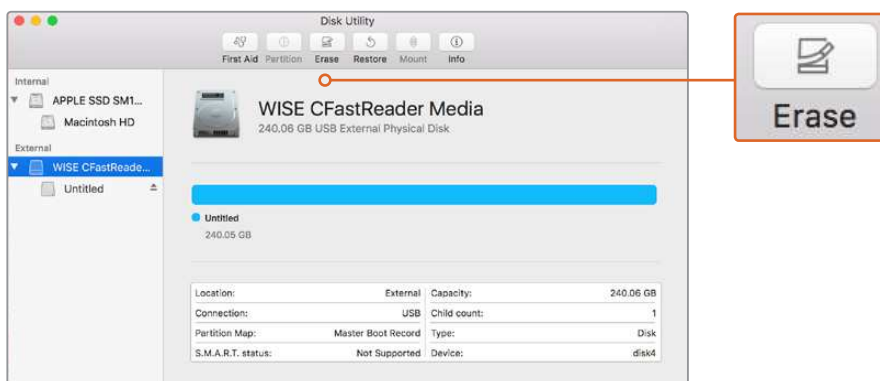 Disk Utility
First Aid Partition Erase Restore Mount Info
Erase
Internal
APPLE SSD SM1...
Macintosh HD
External
WISE CFastReade...
Untitled
WISE CFastReader Media
240.06 GB USB External Physical Disk
Untitled
240.05 GB
Location: External Capacity: 240.06 GB
Connection: USB Child count: 1
Partition Map: Master Boot Record Type: Disk
S.M.A.R.T. status: Not Supported Device: disk4